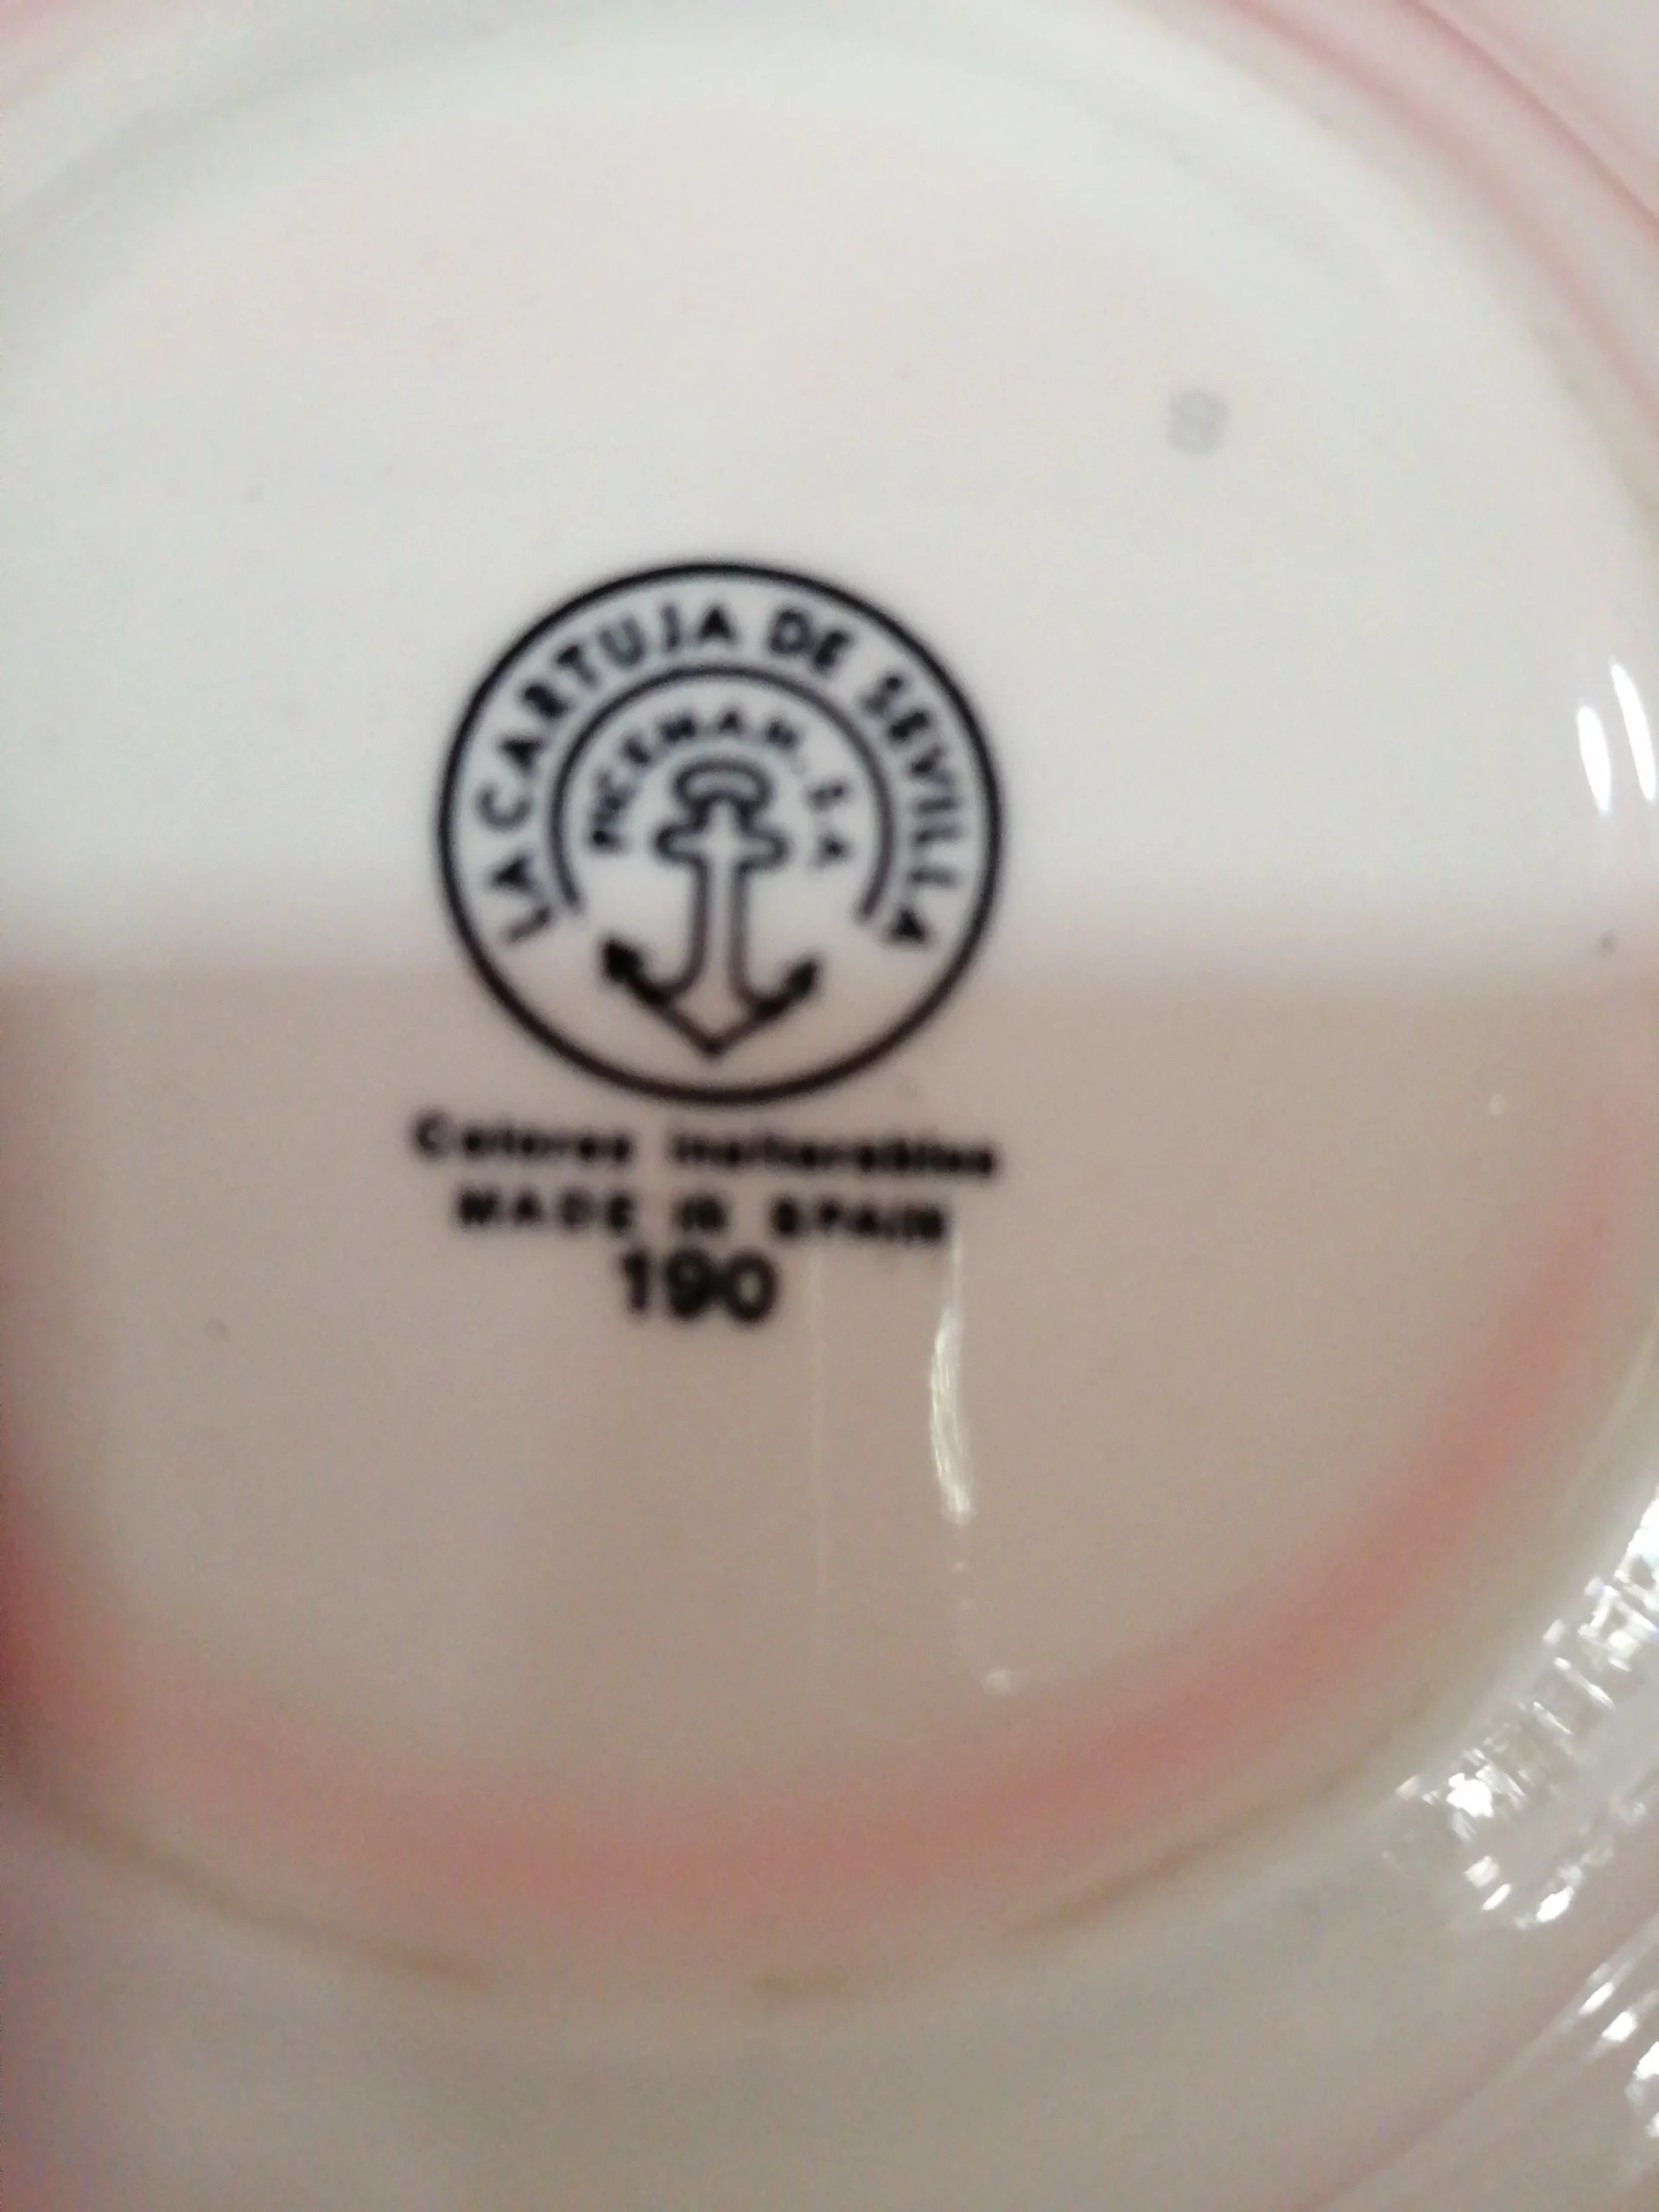 LA CARTUJA DE SEVILLA
PICKMAN, S.A
Colores inalterables
MADE IN SPAIN
190